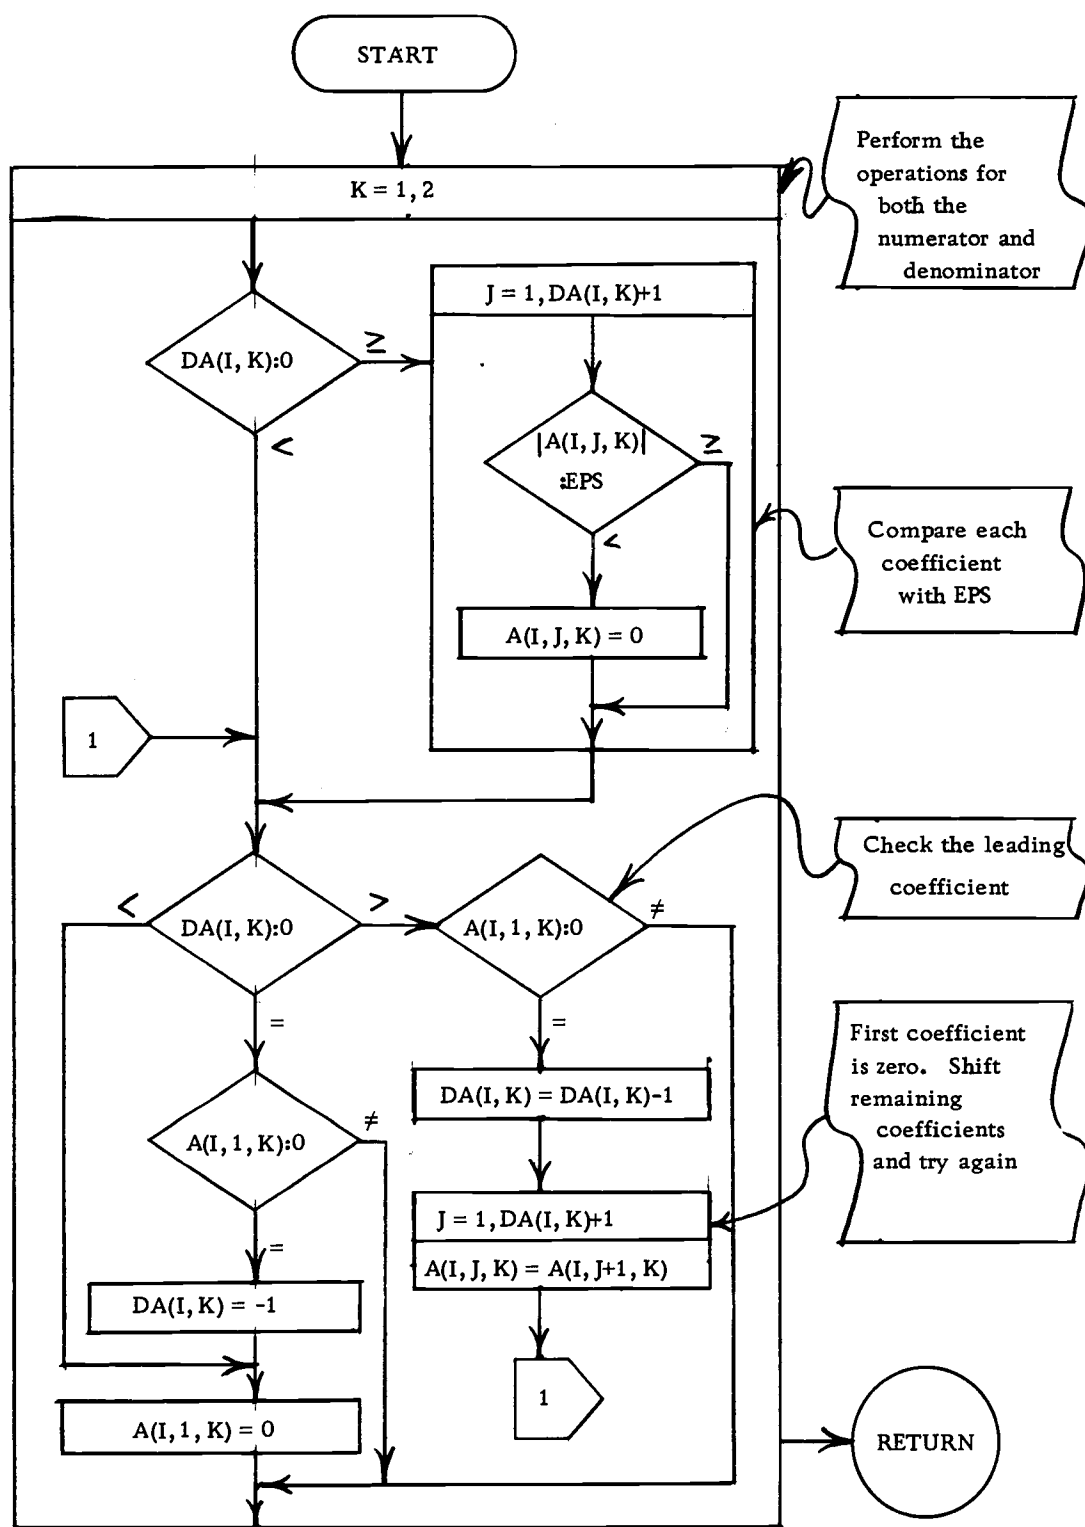 START
K = 1, 2
Perform the
operations for
both the
numerator and
denominator
J = 1, DA(I, K)+1
DA(I, K):0
≥
<
|A(I, J, K)|
:EPS
≥
<
A(I, J, K) = 0
Compare each
coefficient
with EPS
1
Check the leading
coefficient
DA(I, K):0
<
>
=
A(I, 1, K):0
≠
=
First coefficient
is zero. Shift
remaining
coefficients
and try again
DA(I, K) = DA(I, K)-1
A(I, 1, K):0
≠
=
J = 1, DA(I, K)+1
A(I, J, K) = A(I, J+1, K)
DA(I, K) = -1
1
A(I, 1, K) = 0
RETURN